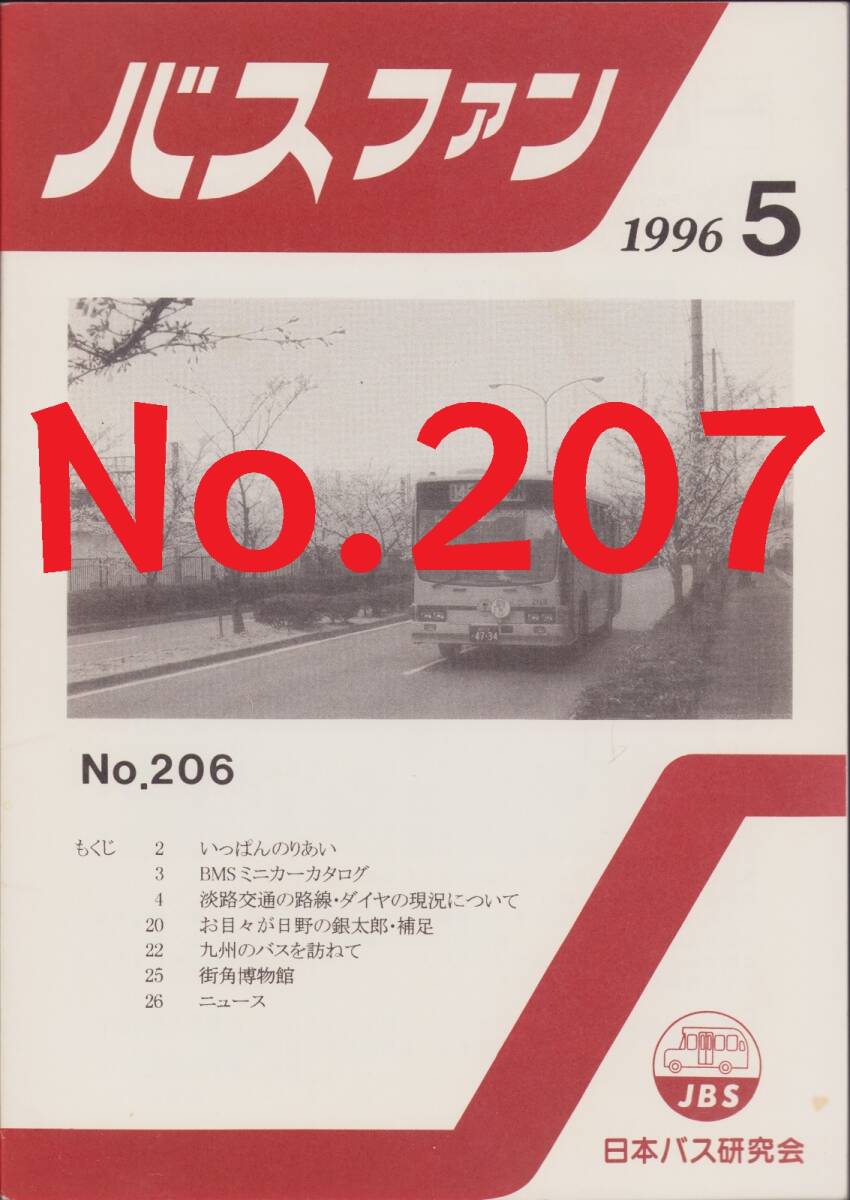 バスファン
1996 5
No.207
47-34
No.206
もくじ 2 いっぱんのりあい
3 BMSミニカーカタログ
4 淡路交通の路線・ダイヤの現況について
20 お目々が日野の銀太郎・補足
22 九州のバスを訪ねて
25 街角博物館
26 ニュース
JBS
日本バス研究会